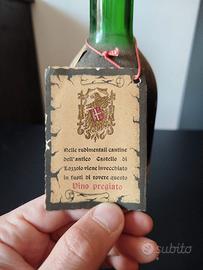 Nelle rudimentali cantine
dell'antico Castello di
Lozzolo viene invecchiato
in fusti di rovere questo
Vino pregiato
subito